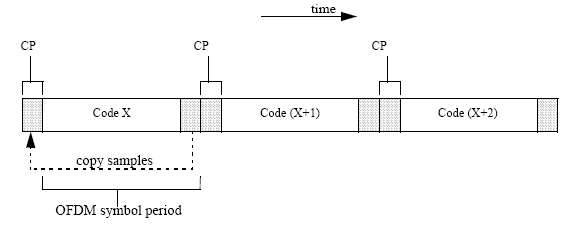 time
CP CP CP
Code X Code (X+1) Code (X+2)
copy samples
OFDM symbol period